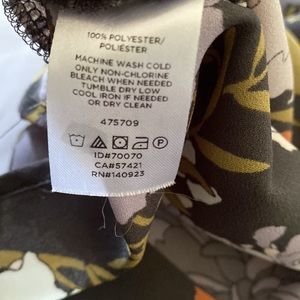 100% POLYESTER/
POLIÉSTER
MACHINE WASH COLD
ONLY NON-CHLORINE
BLEACH WHEN NEEDED
TUMBLE DRY LOW
COOL IRON IF NEEDED
OR DRY CLEAN
475709
ID#70070
CA#57421
RN#140923